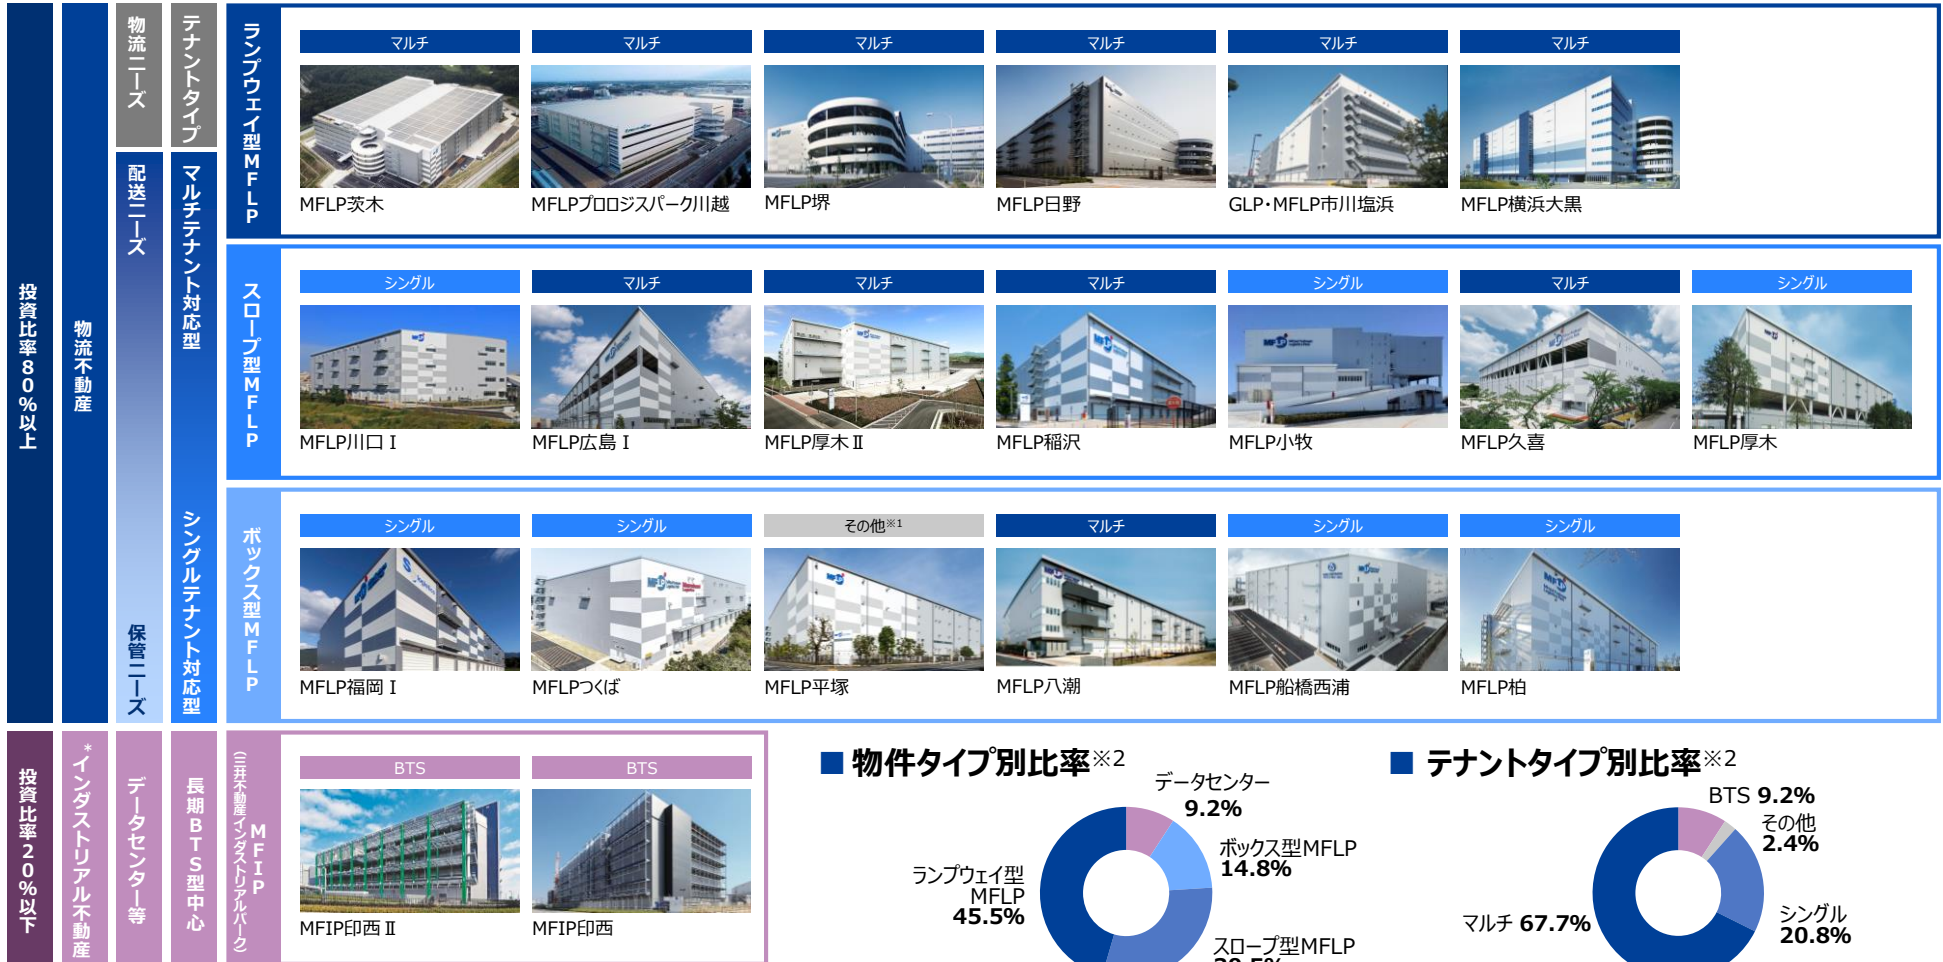 投資比率80%以上
物流不動産
物流ニーズ
配送ニーズ
保管ニーズ
テナントタイプ
マルチテナント対応型
シングルテナント対応型
ランプウェイ型MFLP
マルチ
マルチ
マルチ
マルチ
マルチ
マルチ
MFLP茨木
MFLPプロロジスパーク川越
MFLP堺
MFLP日野
GLP・MFLP市川塩浜
MFLP横浜大黒
スロープ型MFLP
シングル
マルチ
マルチ
マルチ
シングル
マルチ
シングル
MFLP川口Ⅰ
MFLP広島Ⅰ
MFLP厚木Ⅱ
MFLP稲沢
MFLP小牧
MFLP久喜
MFLP厚木
ボックス型MFLP
シングル
シングル
その他※1
マルチ
シングル
シングル
MFLP福岡Ⅰ
MFLPつくば
MFLP平塚
MFLP八潮
MFLP船橋西浦
MFLP柏
投資比率20%以下
*インダストリアル不動産
データセンター等
長期BTS型中心
MFIP
(三井不動産インダストリアルパーク)
BTS
BTS
MFIP印西Ⅱ
MFIP印西
■ 物件タイプ別比率※2
データセンター
9.2%
ボックス型MFLP
14.8%
スロープ型MFLP
ランプウェイ型
MFLP
45.5%
■ テナントタイプ別比率※2
BTS 9.2%
その他
2.4%
シングル
20.8%
マルチ 67.7%